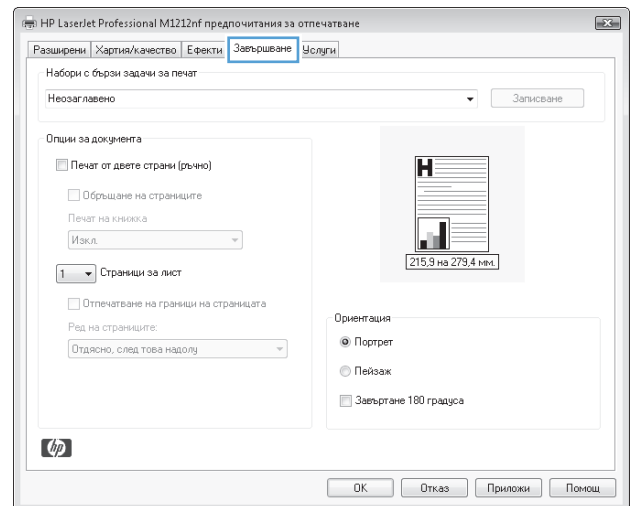 HP LaserJet Professional M1212nf предпочитания за отпечатване
Разширени Хартия/качество Ефекти Завършване Услуги
Набори с бързи задачи за печат
Неозаглавено Записване
Опции за документа
Печат от двете страни (ръчно)
Обръщане на страниците
Печат на книжка
Изкл.
1 Страници за лист
Отпечатване на граници на страницата
Ред на страниците:
Отдясно, след това надолу
H
215,9 на 279,4 мм.
Ориентация
Портрет
Пейзаж
Завъртане 180 градуса
hp
OK Отказ Приложи Помощ